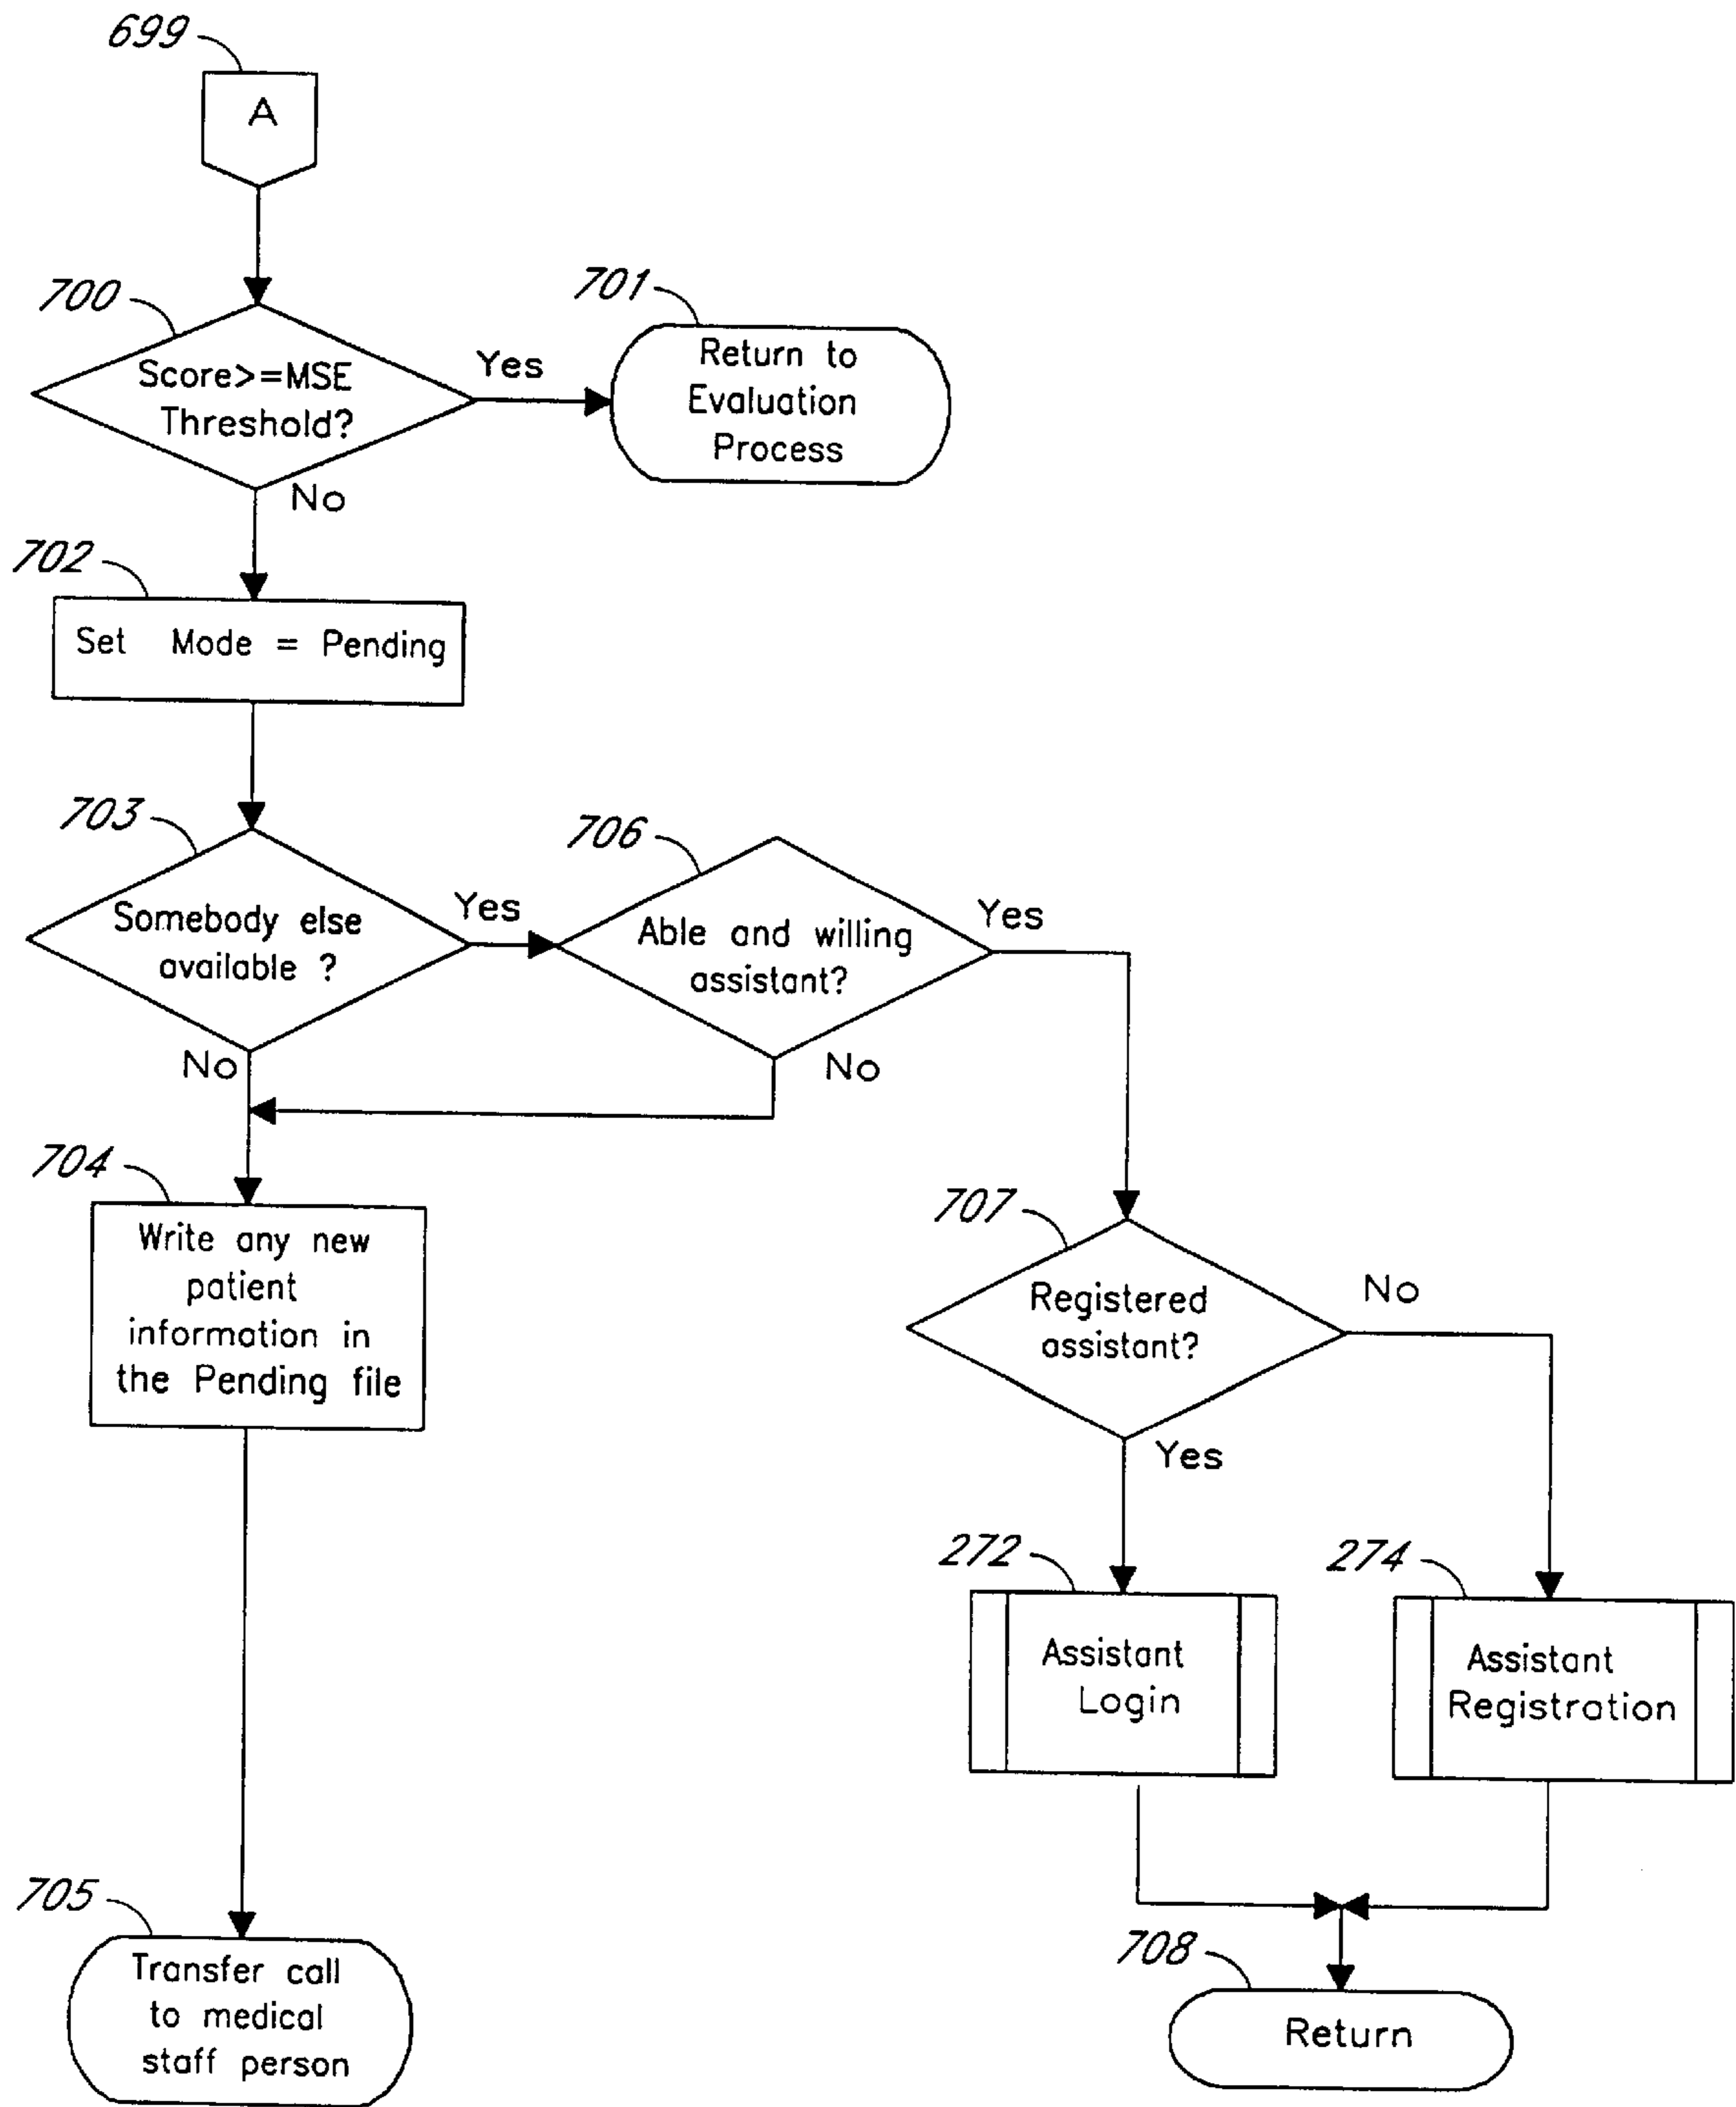 699
A
700
Score>=MSE
Threshold?
Yes
701
Return to
Evaluation
Process
No
702
Set Mode = Pending
703
Somebody else
available ?
Yes
706
Able and willing
assistant?
Yes
No
No
704
Write any new
patient
information in
the Pending file
707
Registered
assistant?
No
Yes
272
Assistant
Login
274
Assistant
Registration
705
Transfer call
to medical
staff person
708
Return